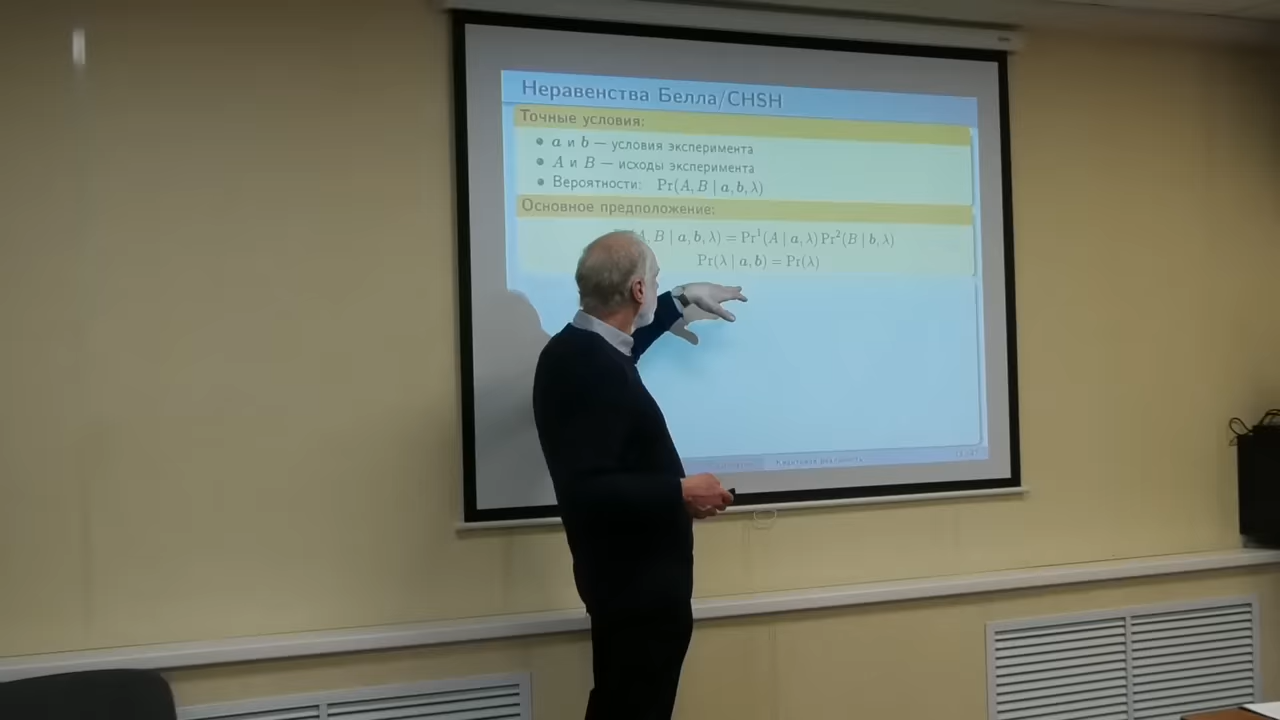 Неравенства Белла/CHSH
Точные условия:
• a и b — условия эксперимента
• A и B — исходы эксперимента
• Вероятности: Pr(A, B | a, b, λ)
Основное предположение:
A, B | a, b, λ) = Pr¹(A | a, λ) Pr²(B | b, λ)
Pr(λ | a, b) = Pr(λ)